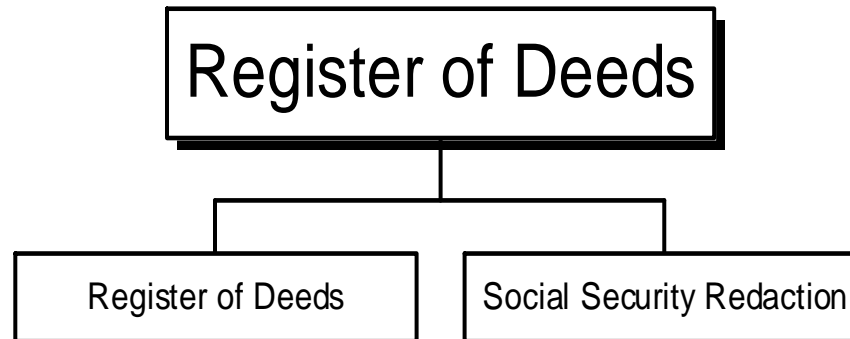 Register of Deeds
Register of Deeds
Social Security Redaction